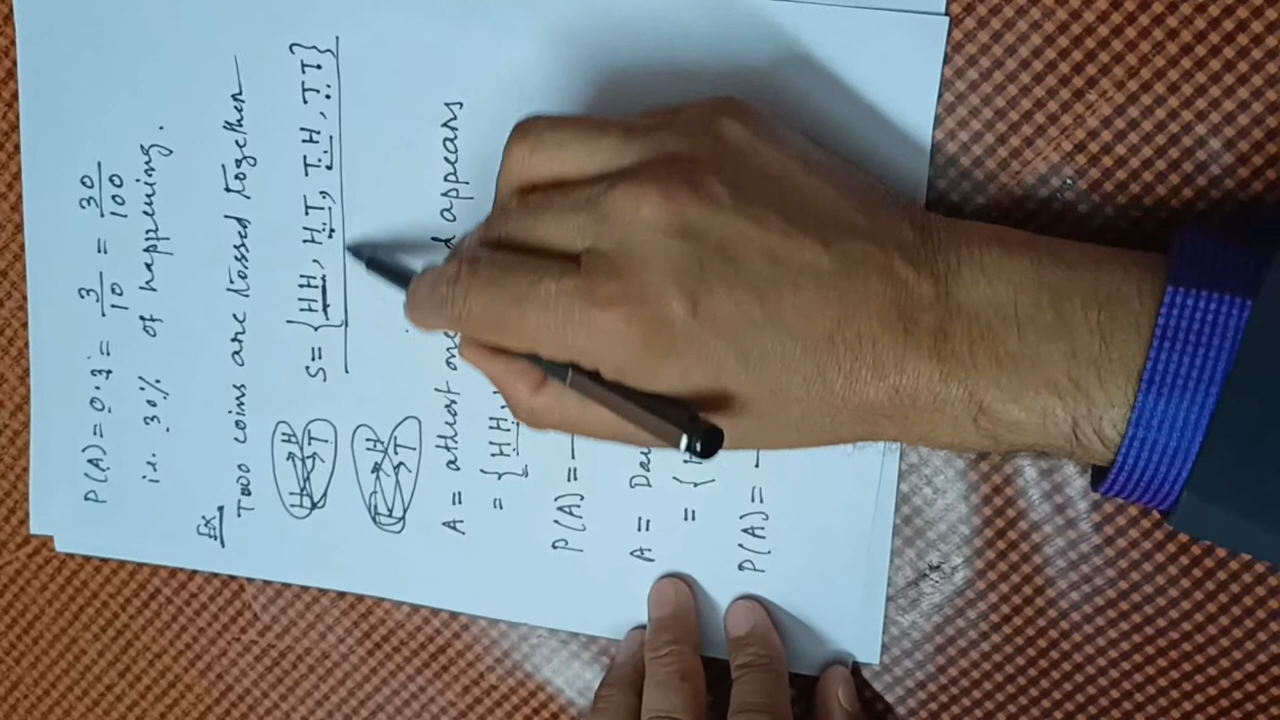 P(A) = 0.3 = 3/10 = 30/100
i.e. 30% of happening.
Ex
Two coins are tossed together
H → H
→ T
S = {HH, HT, TH, TT}
T → H
→ T
A = atleast one appears
= {HH,
P(A) =
A =
= {
P(A) =